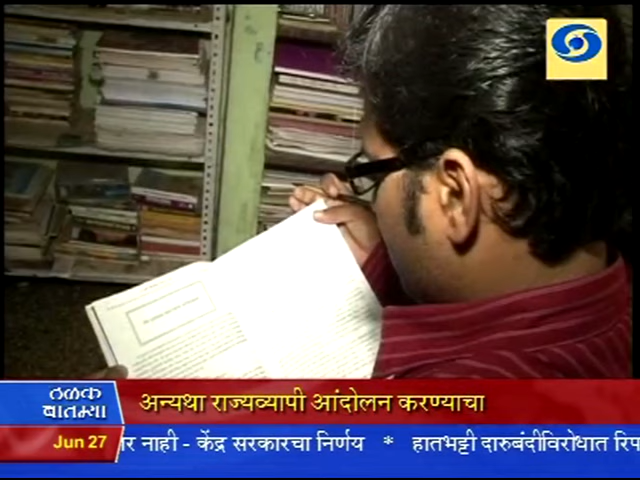 ठळक
बातम्या
अन्यथा राज्यव्यापी आंदोलन करण्याचा
Jun 27
नाही - केंद्र सरकारचा निर्णय * हातभट्टी दारुबंदीविरोधात रिप